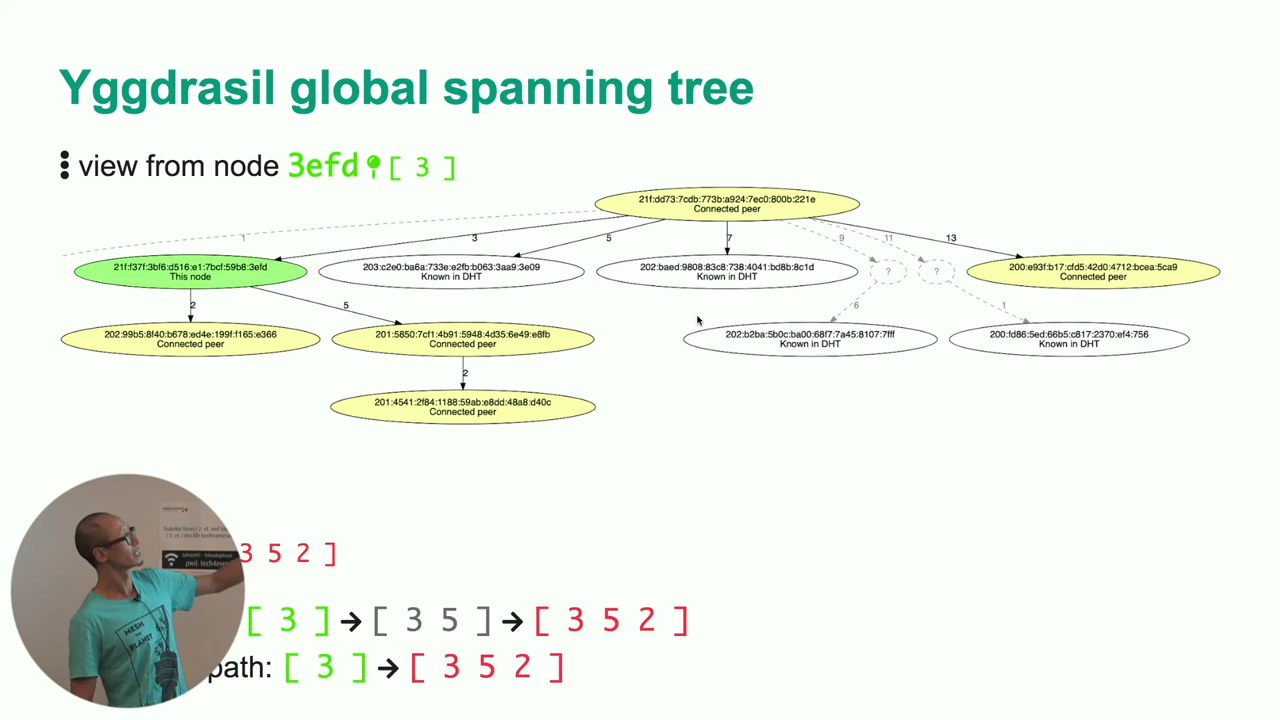 Yggdrasil global spanning tree
view from node 3efd [ 3 ]
21f:dd73:7cdb:773b:a924:7ec0:800b:221e
Connected peer
1
3
5
7
9
11
13
21f:f37f:3bf6:d516:e1:7bcf:59b8:3efd
This node
203:c2e0:ba6a:733e:e2fb:b063:3aa9:3e09
Known in DHT
202:baed:9808:83c8:738:4041:bd8b:8c1d
Known in DHT
?
?
200:e93f:b17:cfd5:42d0:4712:bcea:5ca9
Connected peer
2
5
6
1
202:99b5:8f40:b678:ed4e:199f:f165:e366
Connected peer
201:5850:7cf1:4b91:5948:4d35:6e49:e8fb
Connected peer
202:b2ba:5b0c:ba00:68f7:7a45:8107:7fff
Known in DHT
200:fd86:5ed:66b5:c817:2370:ef4:756
Known in DHT
2
201:4541:2f84:1188:59ab:e8dd:48a8:d40c
Connected peer
3 5 2 ]
[ 3 ] → [ 3 5 ] → [ 3 5 2 ]
path: [ 3 ] → [ 3 5 2 ]
MESH
THE
PLANET